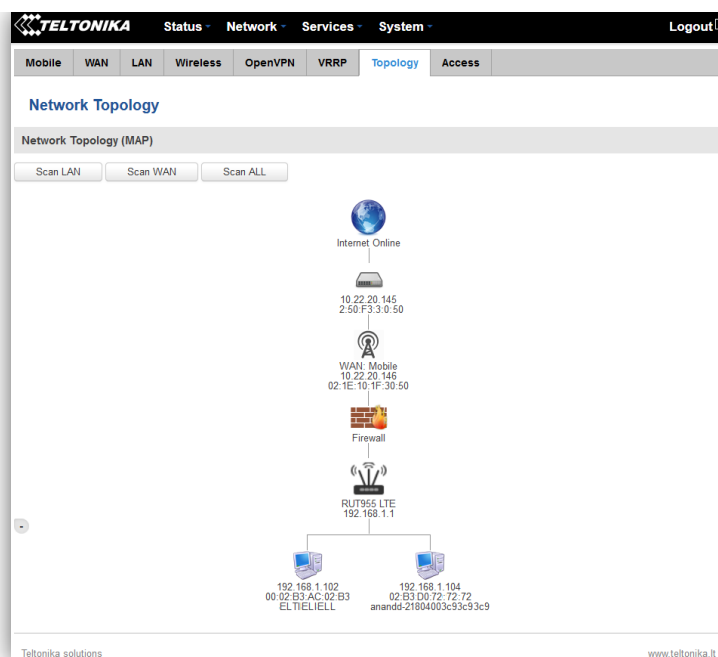 TELTONIKA Status Network Services System Logout
Mobile WAN LAN Wireless OpenVPN VRRP Topology Access
Network Topology
Network Topology (MAP)
Scan LAN Scan WAN Scan ALL
Internet Online
10.22.20.145
2:50:F3:3:0:50
WAN: Mobile
10.22.20.146
02:1E:10:1F:30:50
Firewall
RUT955 LTE
192.168.1.1
-
192.168.1.102
00:02:B3:AC:02:B3
ELTIELIELL
192.168.1.104
02:B3 D0:72:72:72
anandd-21804003c93c93c9
Teltonika solutions www.teltonika.lt